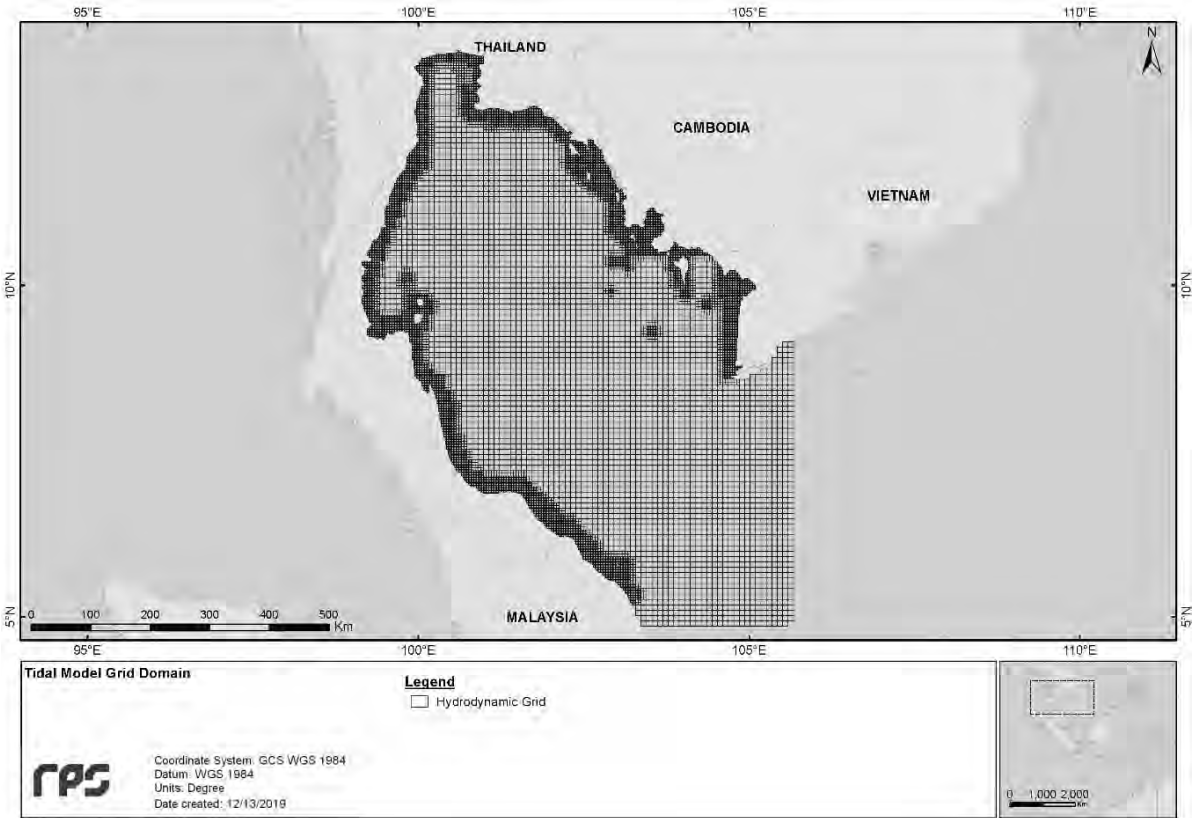 95°E 100°E 105°E 110°E
N
THAILAND
CAMBODIA
VIETNAM
10°N 10°N
5°N 5°N
MALAYSIA
0 100 200 300 400 500
Km
95°E 100°E 105°E 110°E
Tidal Model Grid Domain
Legend
Hydrodynamic Grid
rps
Coordinate System: GCS WGS 1984
Datum: WGS 1984
Units: Degree
Date created: 12/13/2019
0 1,000 2,000
Km